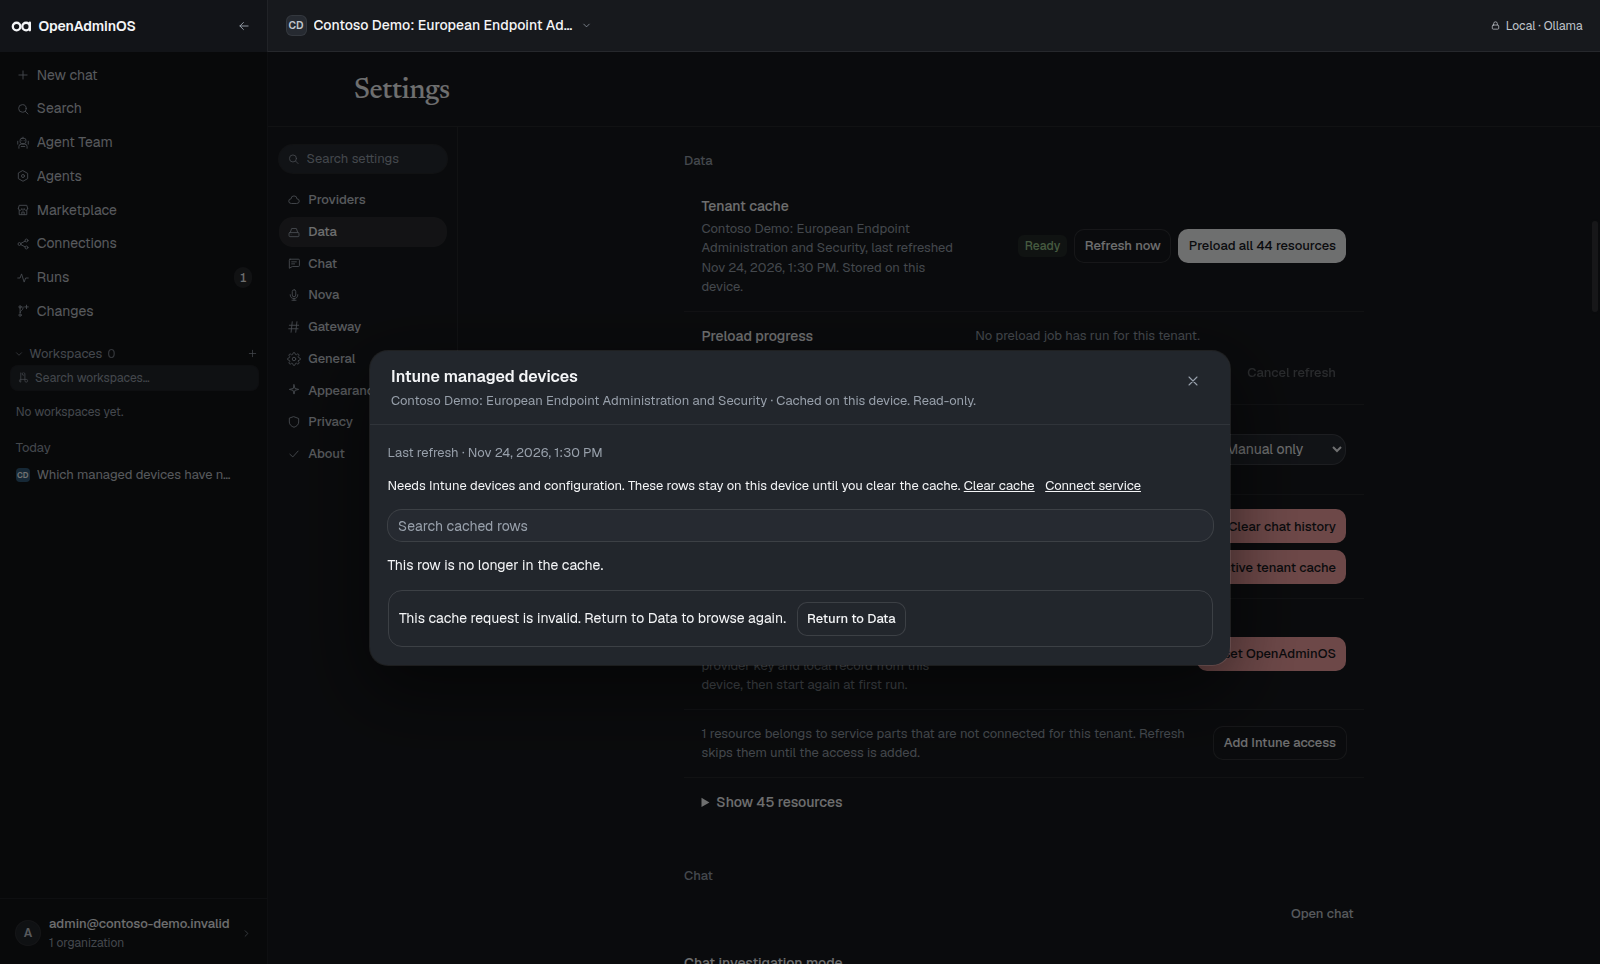 OpenAdminOS
CD Contoso Demo: European Endpoint Ad...
Local · Ollama
New chat
Search
Agent Team
Agents
Marketplace
Connections
Runs 1
Changes
Workspaces 0
Search workspaces...
No workspaces yet.
Today
CD Which managed devices have n...
A admin@contoso-demo.invalid
1 organization
Settings
Search settings
Providers
Data
Chat
Nova
Gateway
General
Appearan
Privacy
About
Data
Tenant cache
Contoso Demo: European Endpoint
Administration and Security, last refreshed
Nov 24, 2026, 1:30 PM. Stored on this
device.
Ready
Refresh now
Preload all 44 resources
Preload progress
No preload job has run for this tenant.
Cancel refresh
Manual only
Clear chat history
tive tenant cache
et OpenAdminOS
provider key and local record from this
device, then start again at first run.
1 resource belongs to service parts that are not connected for this tenant. Refresh
skips them until the access is added.
Add Intune access
Show 45 resources
Chat
Open chat
Chat investigation mode
Intune managed devices
Contoso Demo: European Endpoint Administration and Security · Cached on this device. Read-only.
Last refresh · Nov 24, 2026, 1:30 PM
Needs Intune devices and configuration. These rows stay on this device until you clear the cache. Clear cache Connect service
Search cached rows
This row is no longer in the cache.
This cache request is invalid. Return to Data to browse again. Return to Data